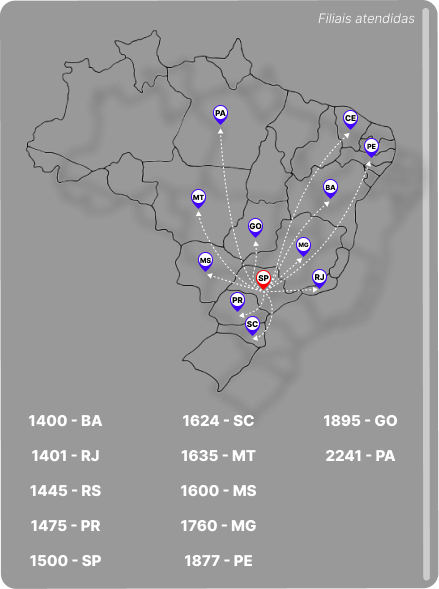 Filiais atendidas
PA
CE
PE
BA
MT
GO
MG
MS
SP
RJ
PR
SC
1400 - BA
1401 - RJ
1445 - RS
1475 - PR
1500 - SP
1624 - SC
1635 - MT
1600 - MS
1760 - MG
1877 - PE
1895 - GO
2241 - PA